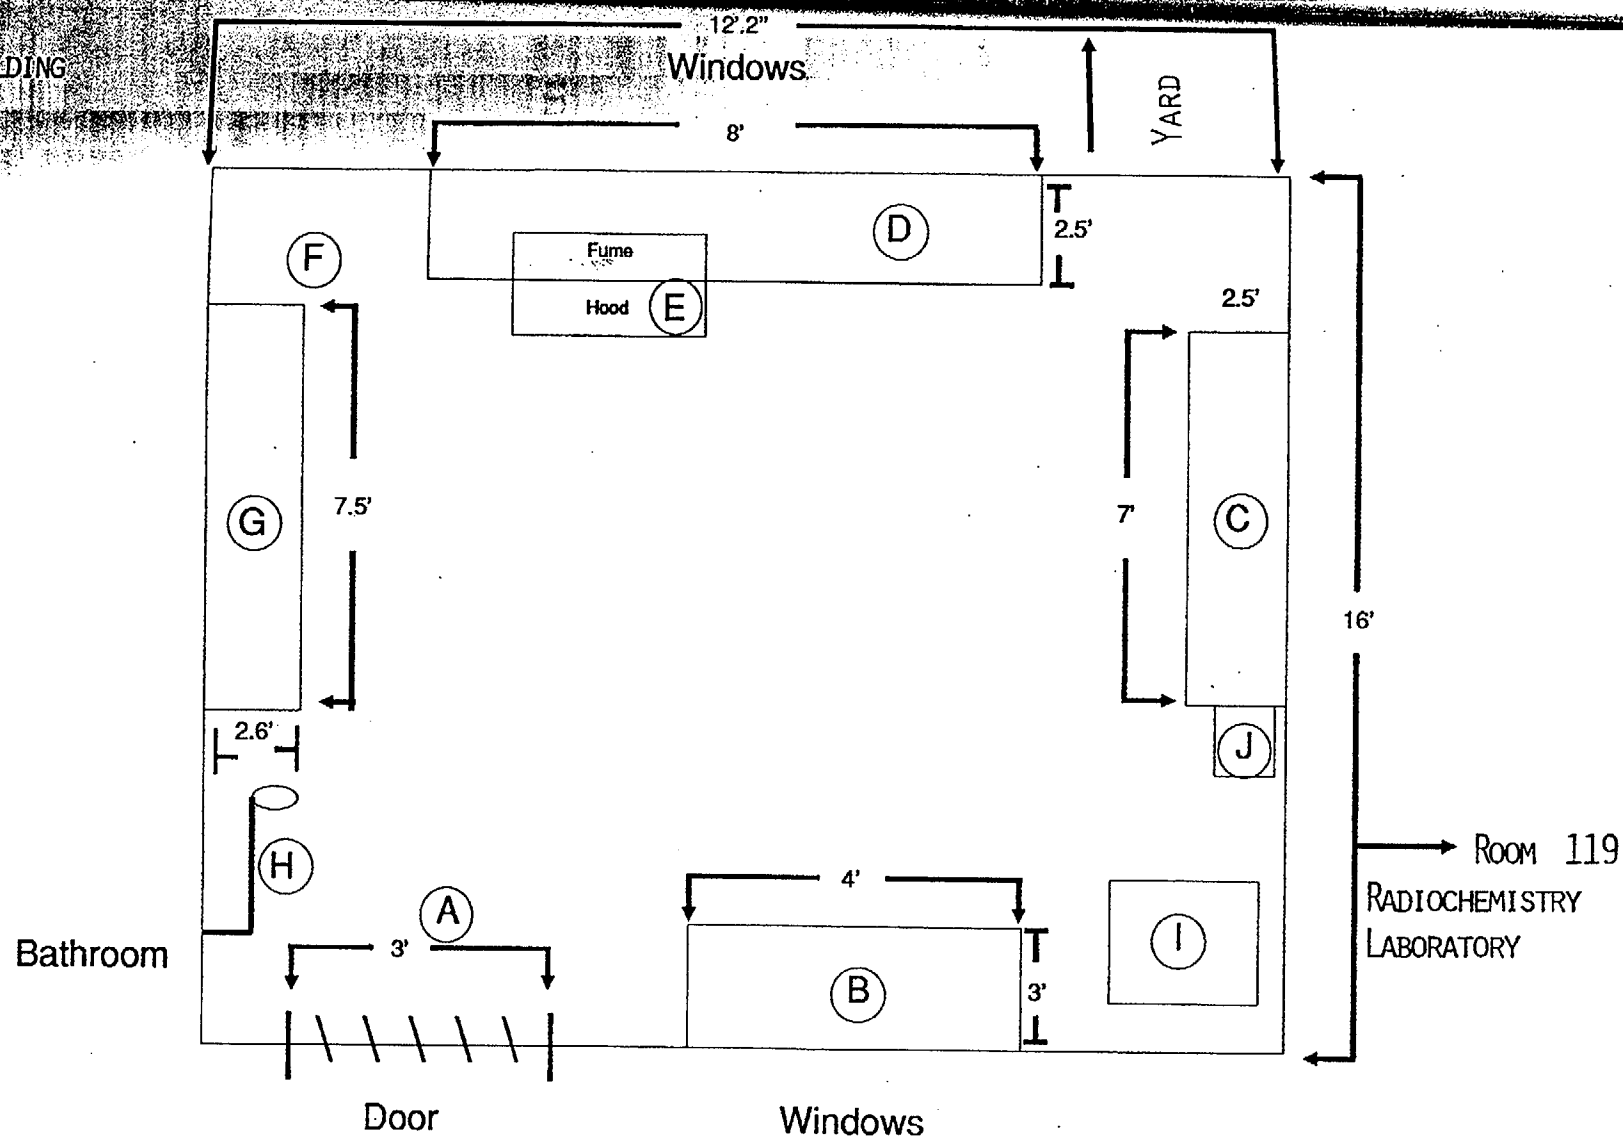 12'.2"
LDING
Windows
YARD
8'
D
2.5'
F
Fume
Hood
E
2.5'
G
7.5'
7'
C
16'
2.6'
J
H
A
4'
ROOM 119
RADIOCHEMISTRY
LABORATORY
Bathroom
3'
B
3'
I
Door
Windows